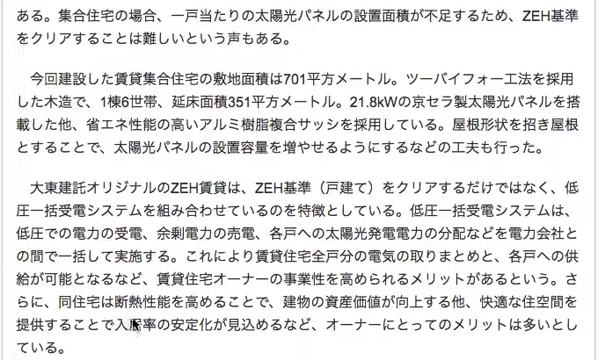 ある。集合住宅の場合、一戸当たりの太陽光パネルの設置面積が不足するため、ZEH基準
をクリアすることは難しいという声もある。
今回建設した賃貸集合住宅の敷地面積は701平方メートル。ツーバイフォー工法を採用
した木造で、1棟6世帯、延床面積351平方メートル。21.8kWの京セラ製太陽光パネルを搭
載した他、省エネ性能の高いアルミ樹脂複合サッシを採用している。屋根形状を招き屋根
とすることで、太陽光パネルの設置容量を増やせるようにするなどの工夫も行った。
大東建託オリジナルのZEH賃貸は、ZEH基準（戸建て）をクリアするだけではなく、低
圧一括受電システムを組み合わせているのを特徴としている。低圧一括受電システムは、
低圧での電力の受電、余剰電力の売電、各戸への太陽光発電電力の分配などを電力会社と
の間で一括して実施する。これにより賃貸住宅全戸分の電気の取りまとめと、各戸への供
給が可能となるなど、賃貸住宅オーナーの事業性を高められるメリットがあるという。さ
らに、同住宅は断熱性能を高めることで、建物の資産価値が向上する他、快適な住空間を
提供することで入居率の安定化が見込めるなど、オーナーにとってのメリットは多いとし
ている。